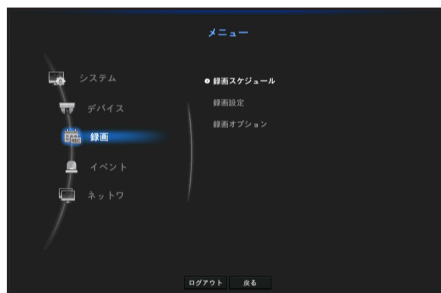 メニュー
システム
デバイス
録画
イベント
ネットワ
録画スケジュール
録画設定
録画オプション
ログアウト 戻る